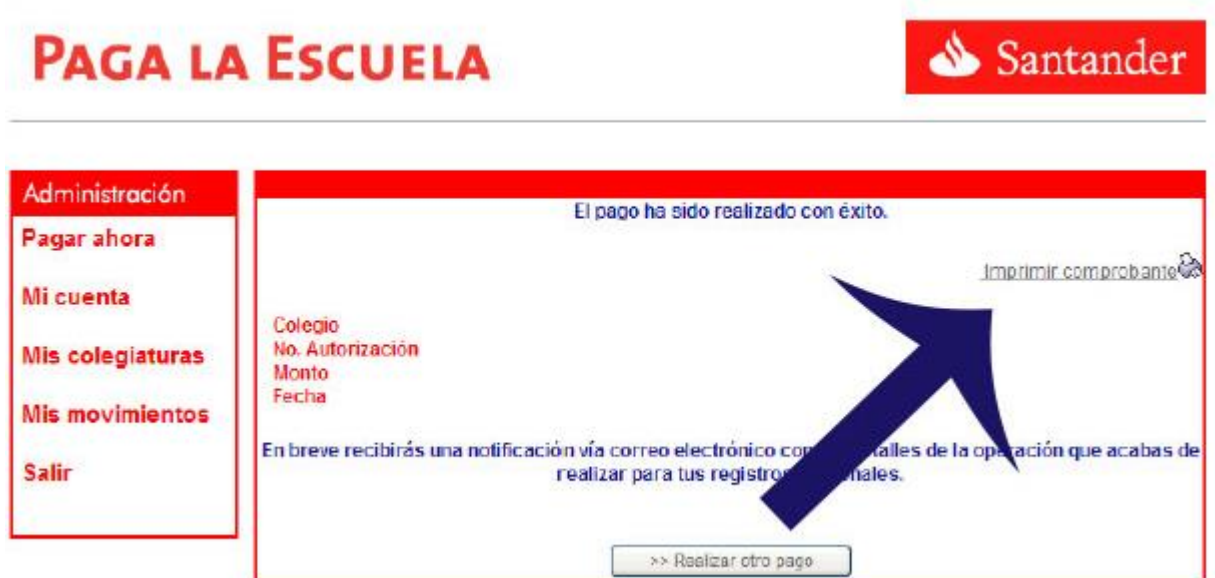 PAGA LA ESCUELA
Santander
Administración
Pagar ahora
Mi cuenta
Mis colegiaturas
Mis movimientos
Salir
El pago ha sido realizado con éxito.
Imprimir comprobante
Colegio
No. Autorización
Monto
Fecha
En breve recibirás una notificación vía correo electrónico de la operación que acabas de
realizar para tus
>> Realizar otro pago